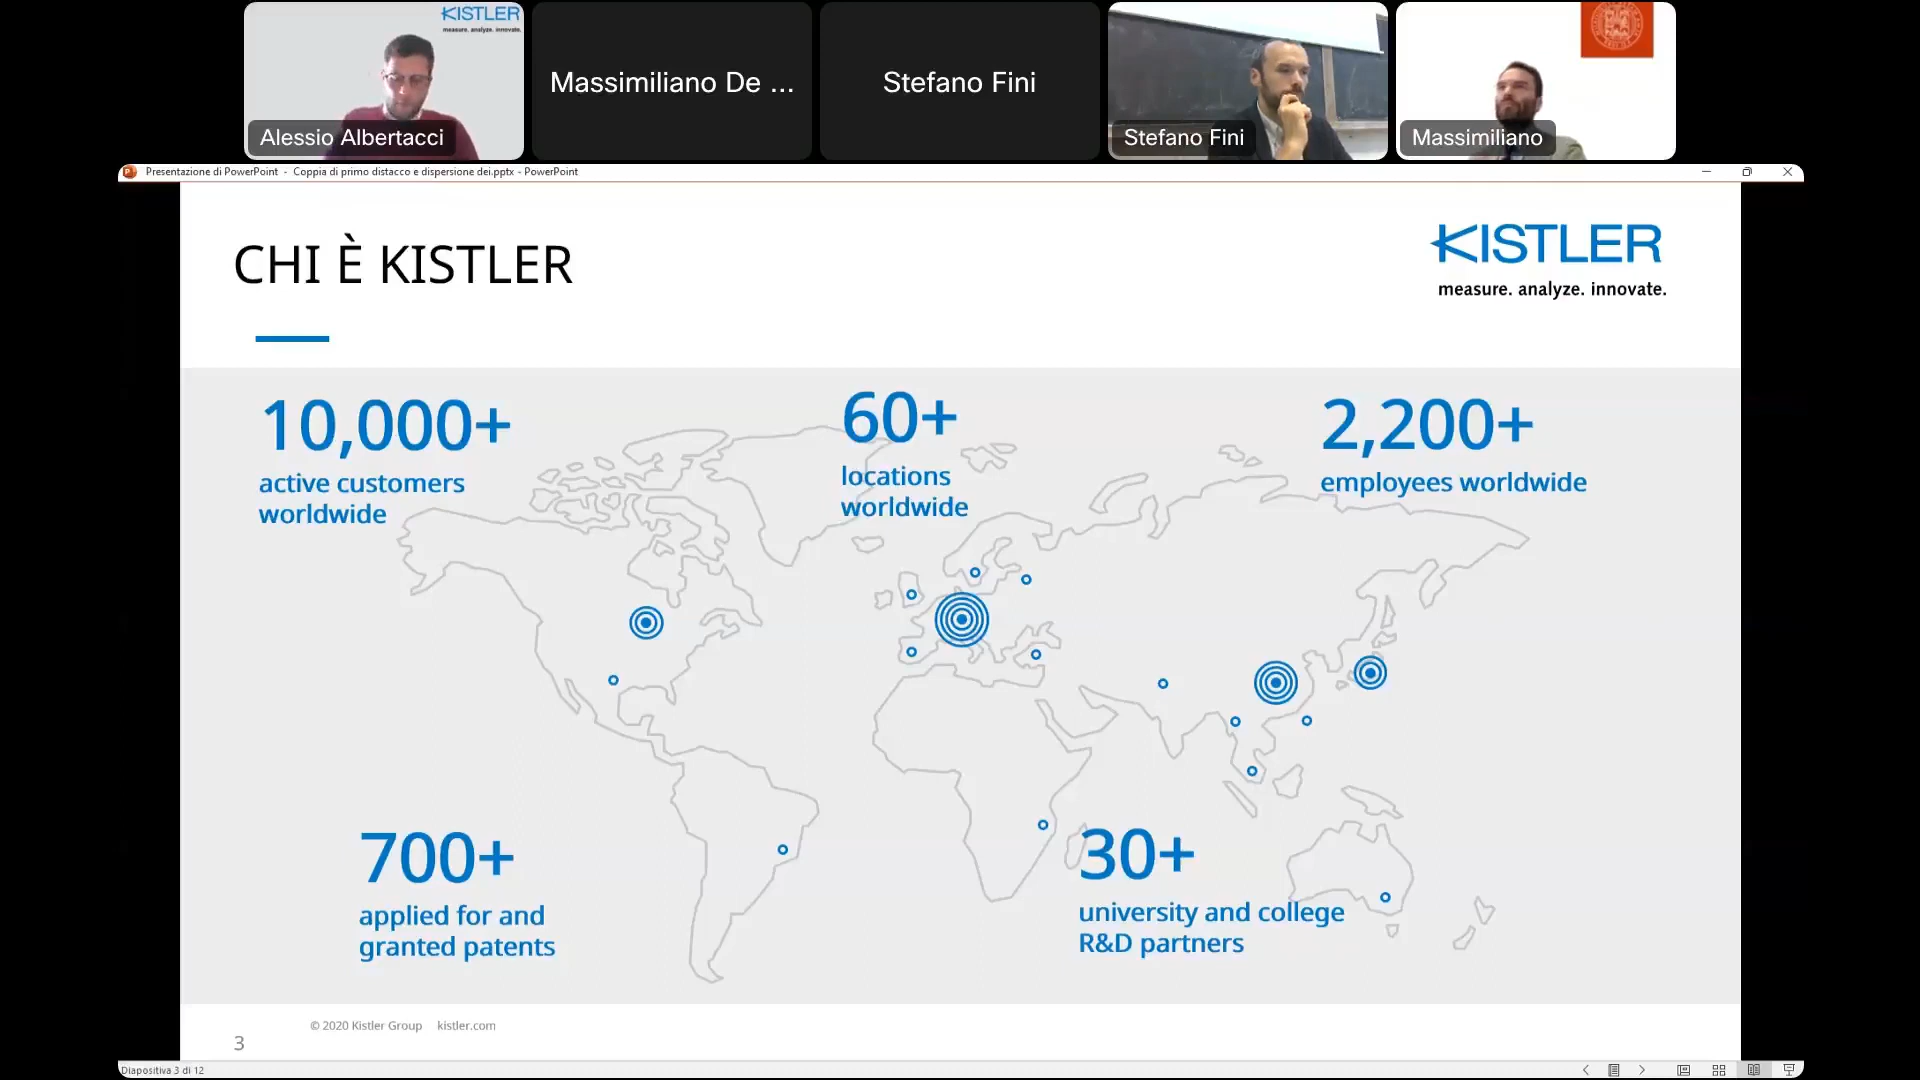 KISTLER
measure. analyze. innovate.
Alessio Albertacci
Massimiliano De ...
Stefano Fini
Stefano Fini
Massimiliano
Presentazione di PowerPoint - Coppia di primo distacco e dispersione dei.pptx - PowerPoint
CHI È KISTLER
KISTLER
measure. analyze. innovate.
10,000+
active customers
worldwide
60+
locations
worldwide
2,200+
employees worldwide
700+
applied for and
granted patents
30+
university and college
R&D partners
© 2020 Kistler Group kistler.com
3
Diapositiva 3 di 12